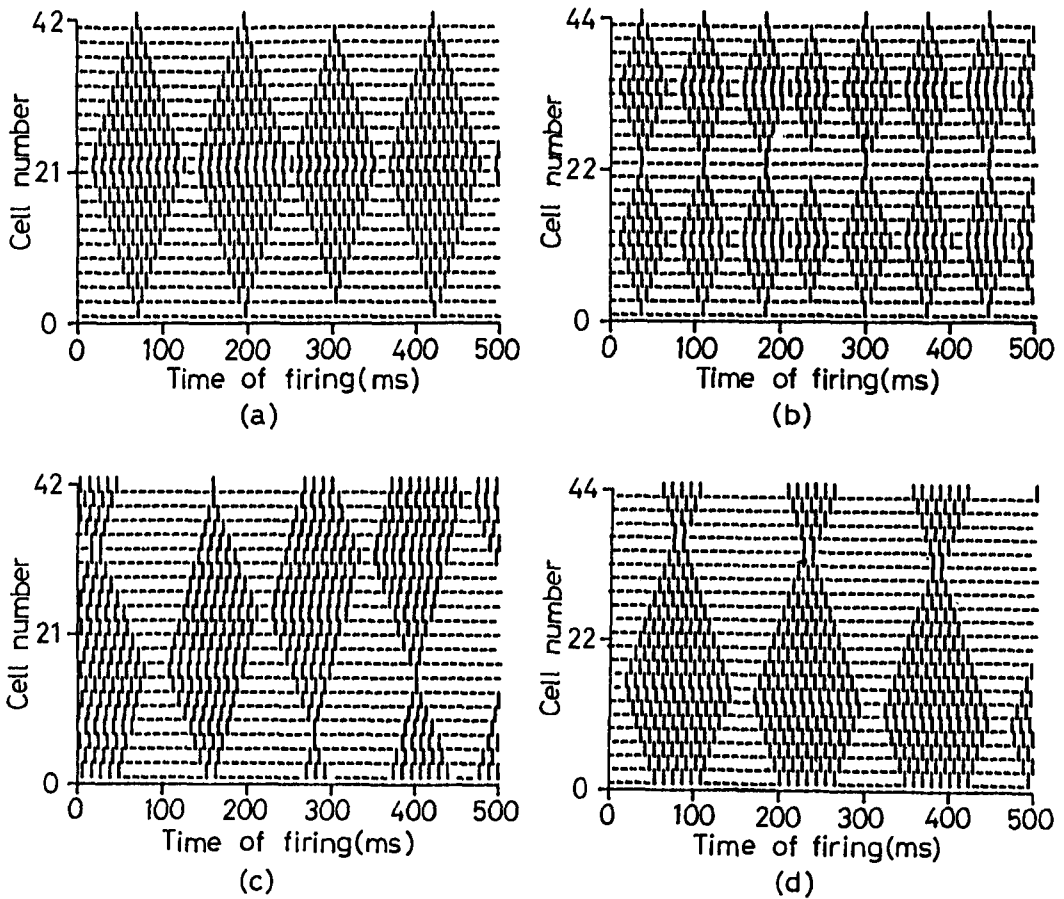 42
21
0
Cell number
0 100 200 300 400 500
Time of firing(ms)
(a)
44
22
0
Cell number
0 100 200 300 400 500
Time of firing(ms)
(b)
42
21
0
Cell number
0 100 200 300 400 500
Time of firing(ms)
(c)
44
22
0
Cell number
0 100 200 300 400 500
Time of firing(ms)
(d)